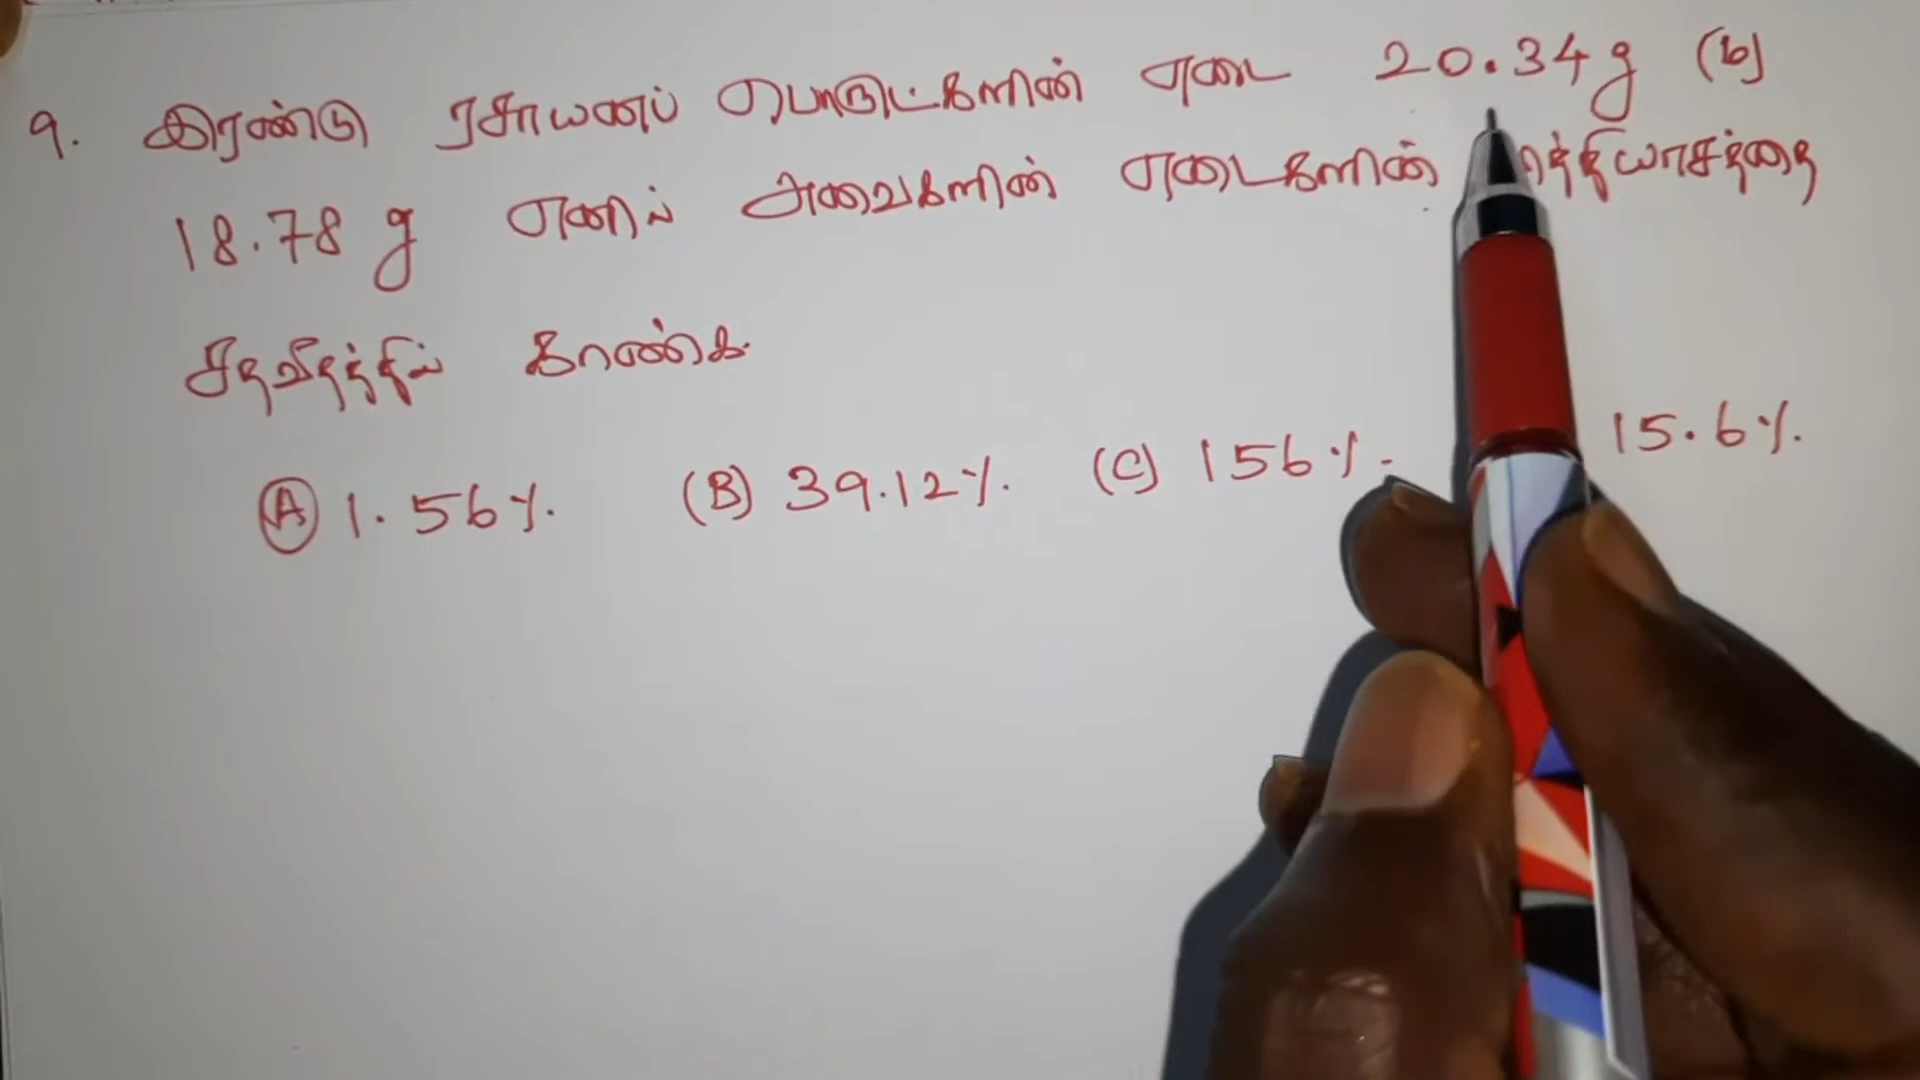 9. இரண்டு ரசாயனப் பொருட்களின் எடை 20.34 g (b)
18.78 g எனில் அவைகளின் எடைகளின்
சதவீதத்தில் காண்க.
(A) 1.56%. (B) 39.12%. (C) 156%. 15.6%.